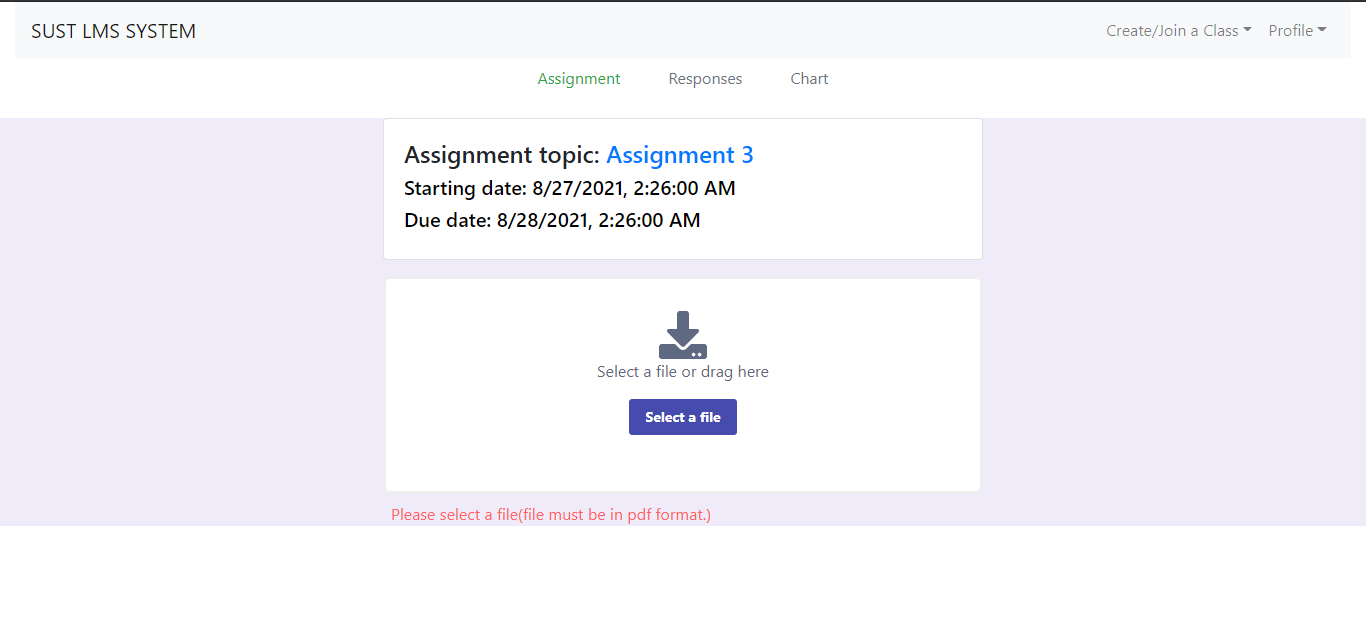 SUST LMS SYSTEM Create/Join a Class Profile
Assignment Responses Chart
Assignment topic: Assignment 3
Starting date: 8/27/2021, 2:26:00 AM
Due date: 8/28/2021, 2:26:00 AM
Select a file or drag here
Select a file
Please select a file(file must be in pdf format.)